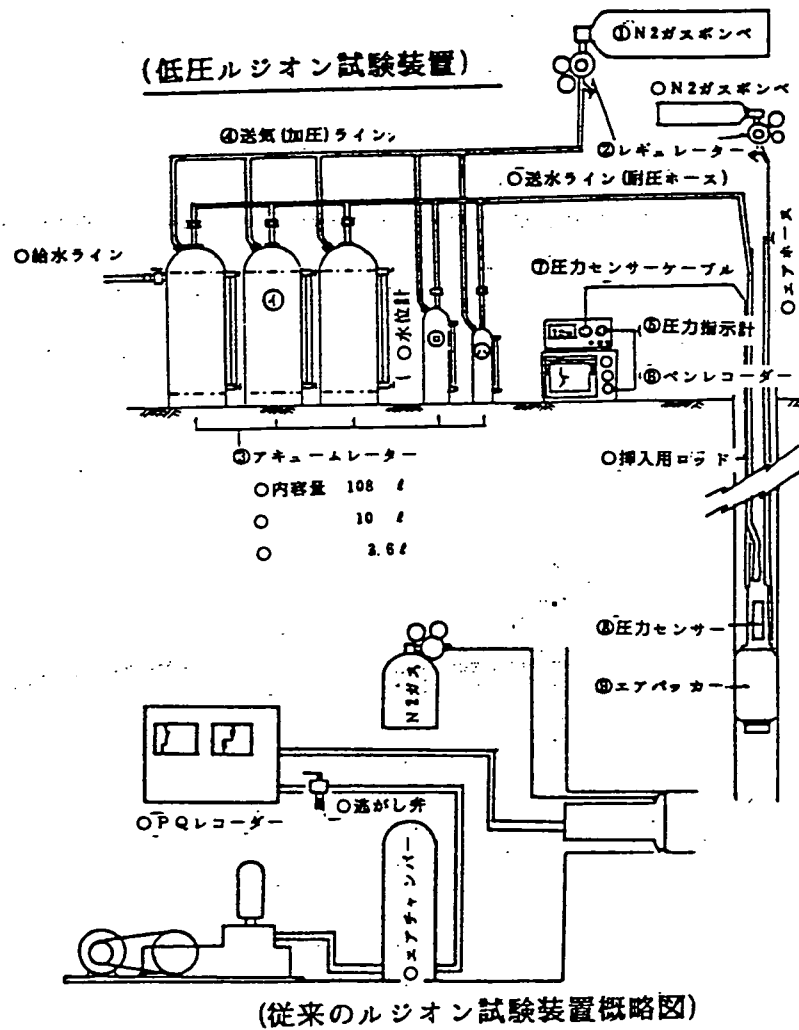 (低圧ルジオン試験装置)
①N2ガスボンベ
○N2ガスボンベ
④送気(加圧)ライン
②レギュレーター
○送水ライン(耐圧ホース)
○エアホース
○給水ライン
⑦圧力センサーケーブル
イ
○水位計
ロ
ハ
⑤圧力指示計
⑥ペンレコーダー
③アキュームレーター
○挿入用ロッド
○内容量 108 ℓ
○ 10 ℓ
○ 3.6ℓ
⑧圧力センサー
N2ガス
⑨エアパッカー
○逃がし弁
○PQレコーダー
○エアチャンバー
(従来のルジオン試験装置概略図)